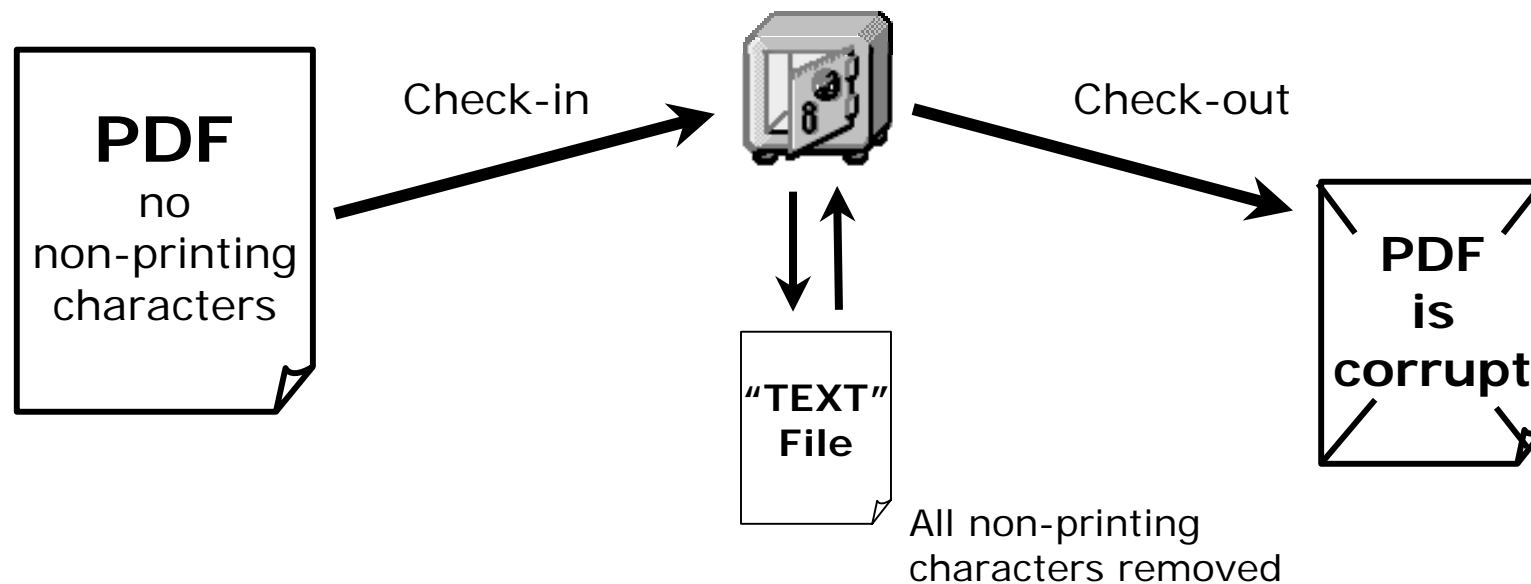 PDF
no
non-printing
characters
Check-in
Check-out
“TEXT”
File
All non-printing
characters removed
PDF
is
corrupt